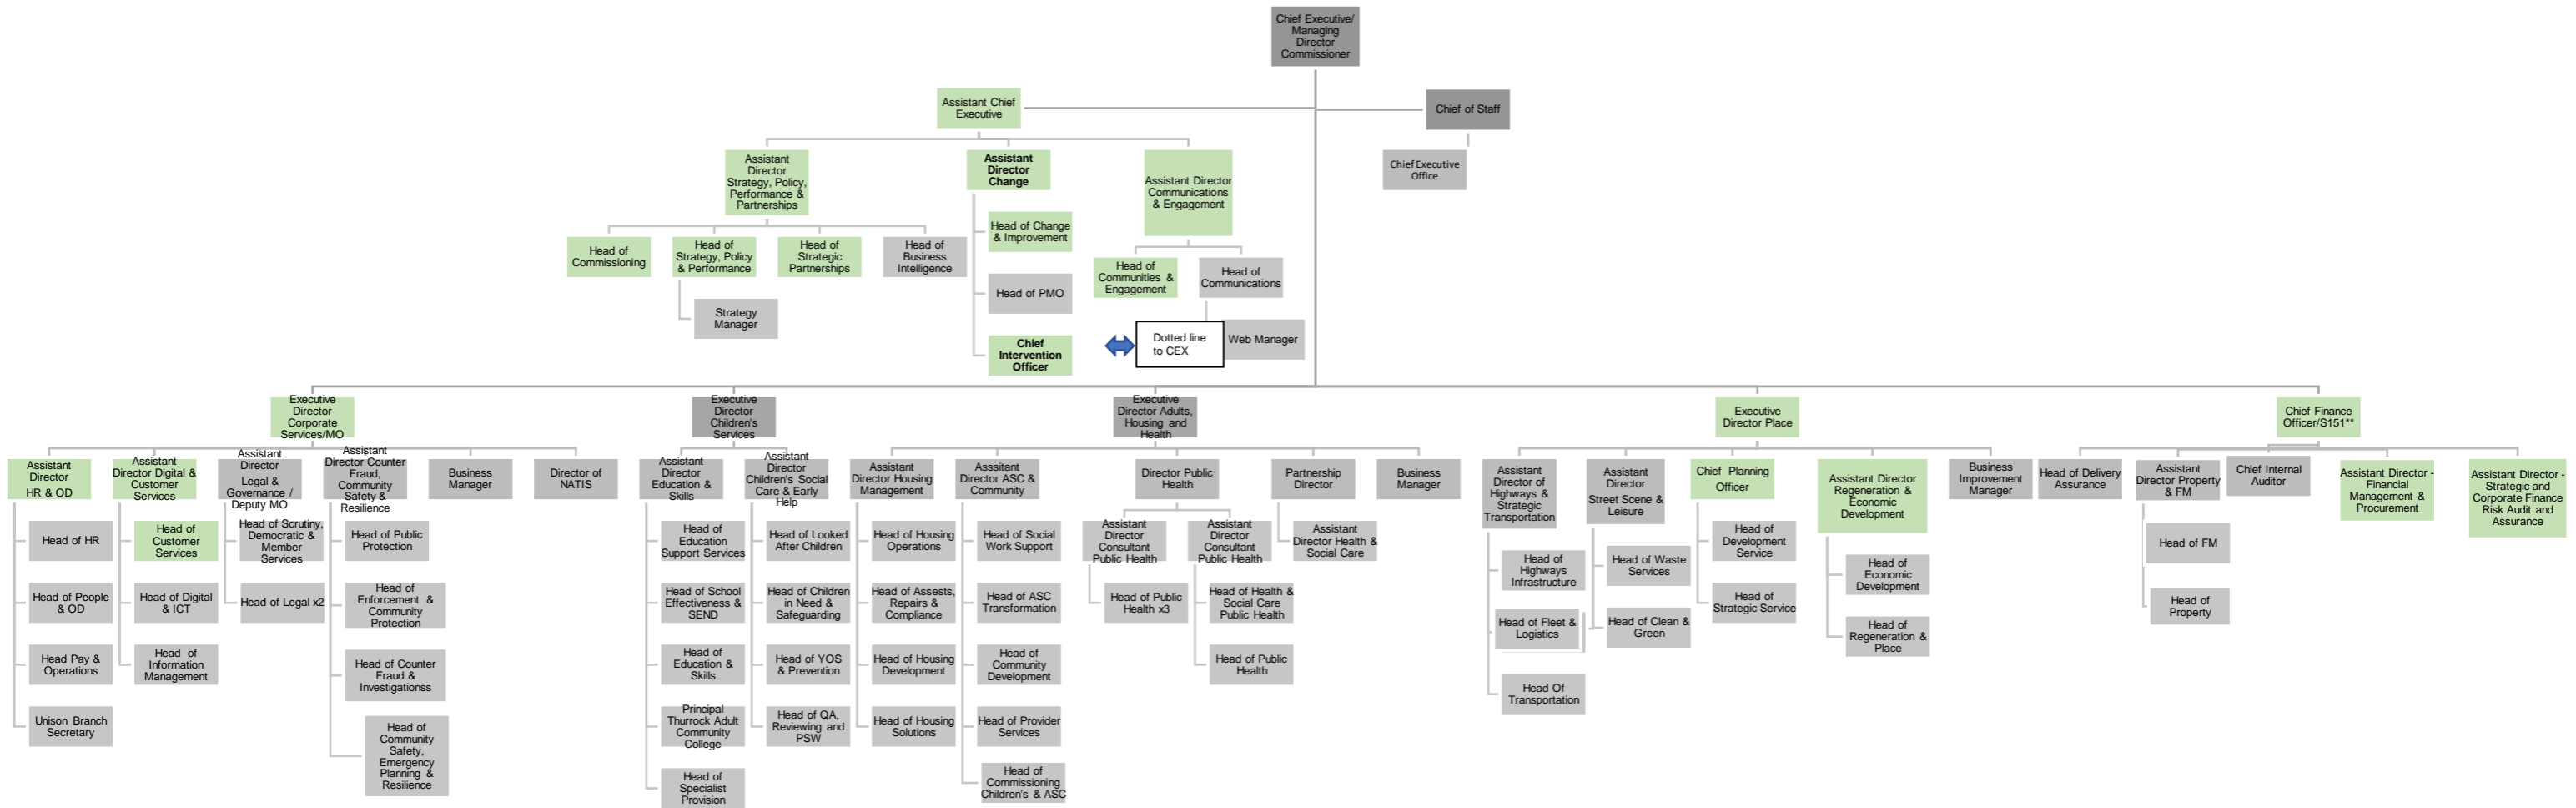 Chief Executive/
Managing
Director
Commissioner
Assistant Chief
Executive
Chief of Staff
Chief Executive
Office
Assistant
Director
Strategy, Policy,
Performance &
Partnerships
Assistant
Director
Change
Assistant Director
Communications
& Engagement
Head of
Commissioning
Head of
Strategy, Policy
& Performance
Head of
Strategic
Partnerships
Head of
Business
Intelligence
Strategy
Manager
Head of Change
& Improvement
Head of PMO
Chief
Intervention
Officer
Head of
Communities &
Engagement
Head of
Communications
Dotted line
to CEX
Web Manager
Executive
Director
Corporate
Services/MO
Executive
Director
Children's
Services
Executive
Director Adults,
Housing and
Health
Executive
Director Place
Chief Finance
Officer/S151**
Assistant
Director
HR & OD
Assistant
Director Digital &
Customer
Services
Assistant
Director
Legal &
Governance /
Deputy MO
Assistant
Director Counter
Fraud,
Community
Safety &
Resilience
Business
Manager
Director of
NATIS
Assistant
Director
Education &
Skills
Assistant
Director
Children's Social
Care & Early
Help
Assistant
Director Housing
Management
Asssitant
Director ASC &
Community
Director Public
Health
Partnership
Director
Business
Manager
Assistant
Director of
Highways &
Strategic
Transportation
Assistant
Director
Street Scene &
Leisure
Chief Planning
Officer
Assistant Director
Regeneration &
Economic
Development
Business
Improvement
Manager
Head of Delivery
Assurance
Assistant
Director Property
& FM
Chief Internal
Auditor
Assistant Director -
Financial
Management &
Procurement
Assistant Director -
Strategic and
Corporate Finance
Risk Audit and
Assurance
Head of HR
Head of People
& OD
Head Pay &
Operations
Unison Branch
Secretary
Head of
Customer
Services
Head of Digital
& ICT
Head of
Information
Management
Head of Scrutiny,
Democratic &
Member
Services
Head of Legal x2
Head of Public
Protection
Head of
Enforcement &
Community
Protection
Head of Counter
Fraud &
Investigationss
Head of
Community
Safety,
Emergency
Planning &
Resilience
Head of
Education
Support Services
Head of School
Effectiveness &
SEND
Head of
Education &
Skills
Principal
Thurrock Adult
Community
College
Head of
Specialist
Provision
Head of Looked
After Children
Head of Children
in Need &
Safeguarding
Head of YOS
& Prevention
Head of QA,
Reviewing and
PSW
Head of Housing
Operations
Head of Assests,
Repairs &
Compliance
Head of Housing
Development
Head of Housing
Solutions
Head of Social
Work Support
Head of ASC
Transformation
Head of
Community
Development
Head of Provider
Services
Head of
Commissioning
Children's & ASC
Assistant
Director
Consultant
Public Health
Head of Public
Health x3
Assistant
Director
Consultant
Public Health
Head of Health &
Social Care
Public Health
Head of Public
Health
Assistant
Director Health &
Social Care
Head of
Highways
Infrastructure
Head of Fleet &
Logistics
Head Of
Transportation
Head of Waste
Services
Head of Clean &
Green
Head of
Development
Service
Head of
Strategic Service
Head of
Economic
Development
Head of
Regeneration &
Place
Head of FM
Head of
Property